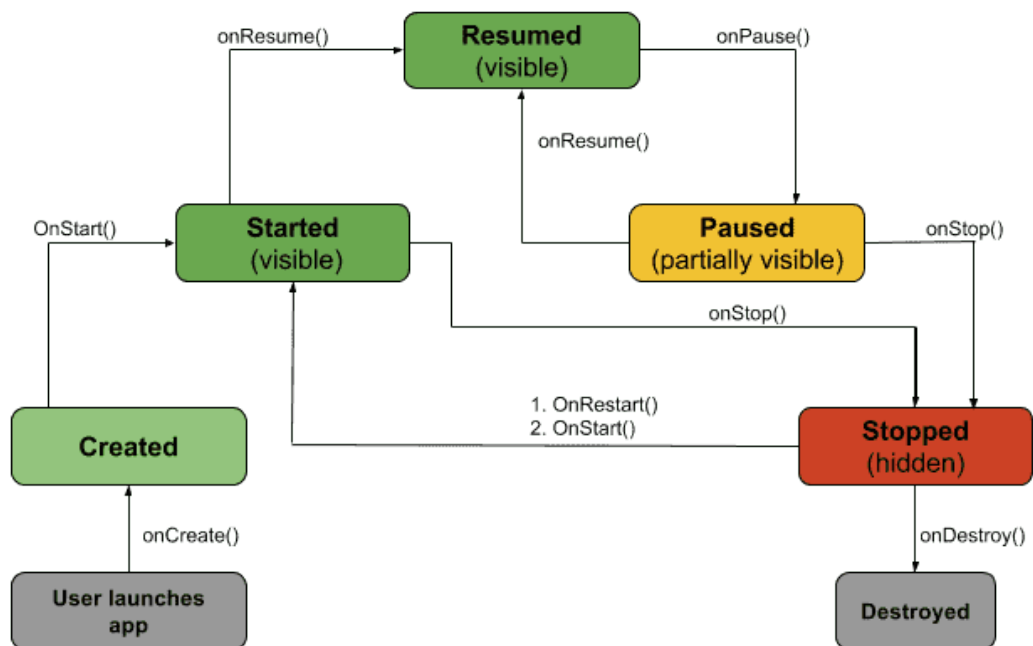 onResume()
Resumed
(visible)
onPause()
onResume()
OnStart()
Started
(visible)
Paused
(partially visible)
onStop()
onStop()
1. OnRestart()
2. OnStart()
Created
Stopped
(hidden)
onCreate()
onDestroy()
User launches
app
Destroyed